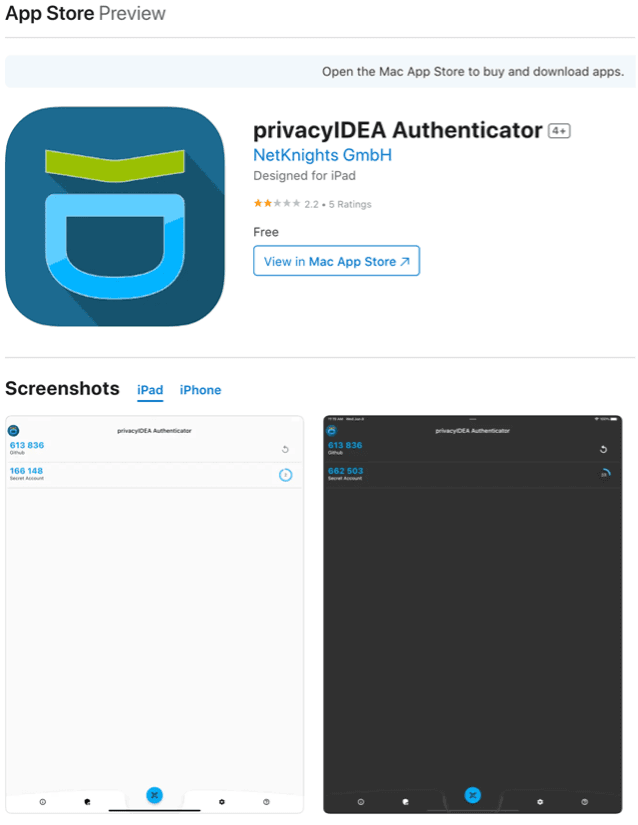 App Store Preview
Open the Mac App Store to buy and download apps.
privacyIDEA Authenticator 4+
NetKnights GmbH
Designed for iPad
2.2 • 5 Ratings
Free
View in Mac App Store ↗
Screenshots iPad iPhone
privacyIDEA Authenticator
613 836
Github
166 148
Secret Account
privacyIDEA Authenticator
613 836
Github
662 503
Secret Account